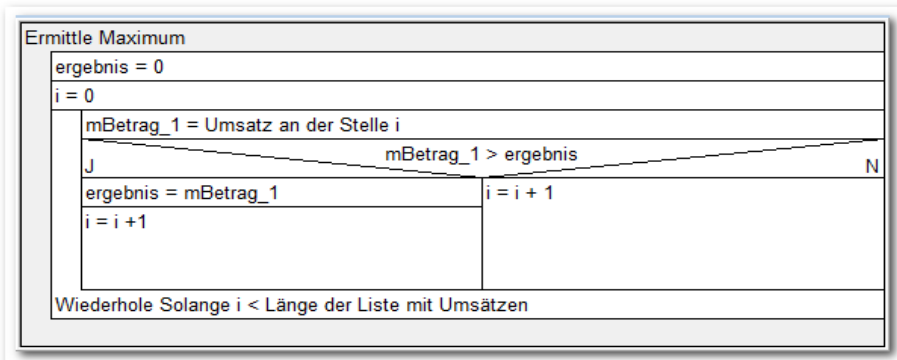 Ermittle Maximum
ergebnis = 0
i = 0
mBetrag_1 = Umsatz an der Stelle i
mBetrag_1 > ergebnis
J
N
ergebnis = mBetrag_1
i = i +1
i = i + 1
Wiederhole Solange i < Länge der Liste mit Umsätzen